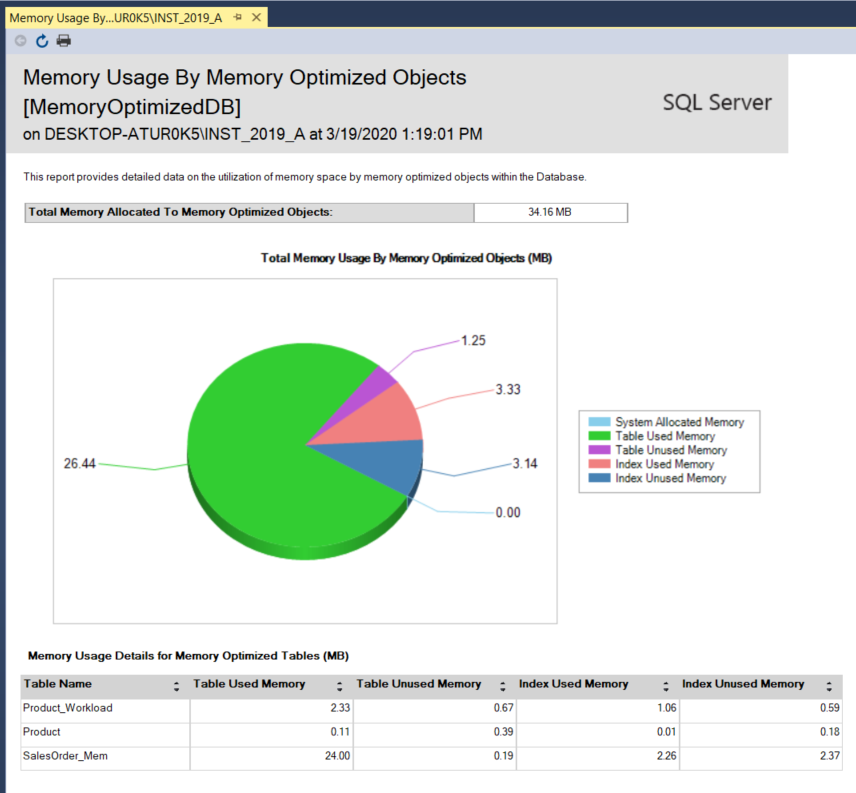 Memory Usage By...UR0K5\INST_2019_A
Memory Usage By Memory Optimized Objects
[MemoryOptimizedDB]
SQL Server
on DESKTOP-ATUR0K5\INST_2019_A at 3/19/2020 1:19:01 PM
This report provides detailed data on the utilization of memory space by memory optimized objects within the Database.
Total Memory Allocated To Memory Optimized Objects: 34.16 MB
Total Memory Usage By Memory Optimized Objects (MB)
1.25
3.33
26.44
3.14
0.00
System Allocated Memory
Table Used Memory
Table Unused Memory
Index Used Memory
Index Unused Memory
Memory Usage Details for Memory Optimized Tables (MB)
Table Name Table Used Memory Table Unused Memory Index Used Memory Index Unused Memory
Product_Workload 2.33 0.67 1.06 0.59
Product 0.11 0.39 0.01 0.18
SalesOrder_Mem 24.00 0.19 2.26 2.37